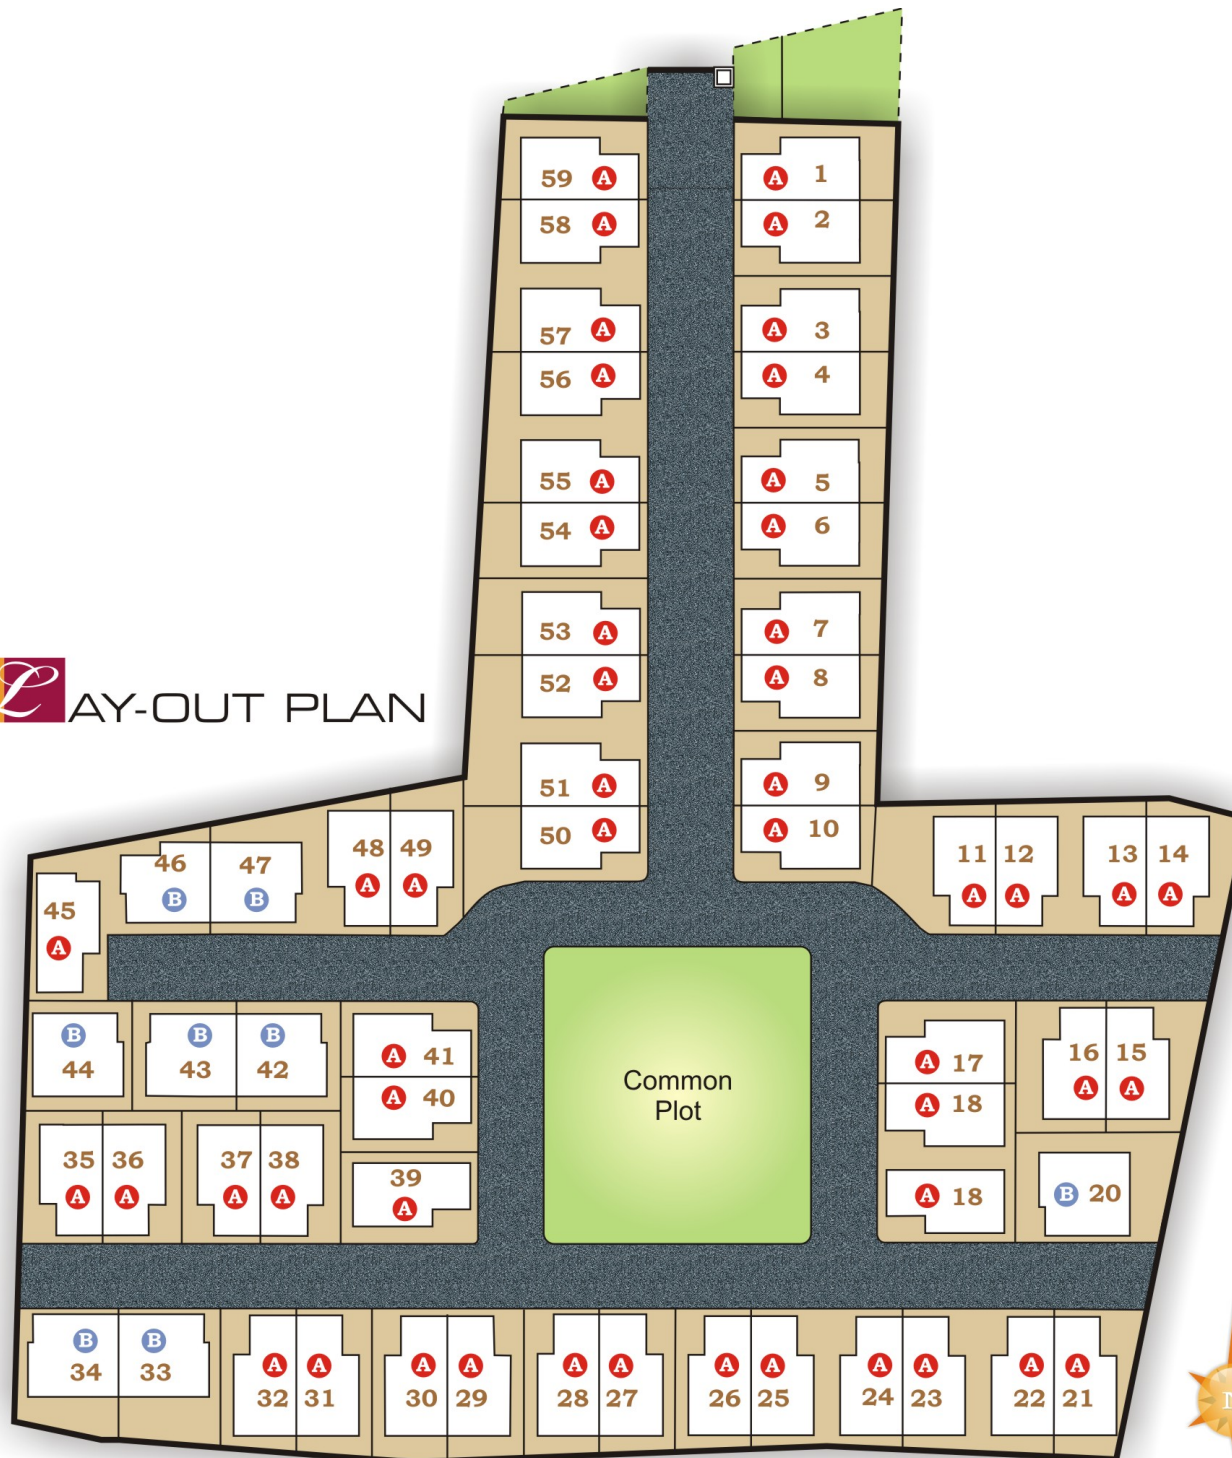 59 A
A 1
58 A
A 2
57 A
A 3
56 A
A 4
55 A
A 5
54 A
A 6
53 A
A 7
52 A
A 8
LAY-OUT PLAN
51 A
A 9
50 A
A 10
46 B
47 B
48 A
49 A
11 A
12 A
13 A
14 A
45 A
B 44
B 43
B 42
A 41
A 40
Common
Plot
A 17
A 18
16 A
15 A
35 A
36 A
37 A
38 A
39 A
A 18
B 20
B 34
B 33
A 32
A 31
A 30
A 29
A 28
A 27
A 26
A 25
A 24
A 23
A 22
A 21